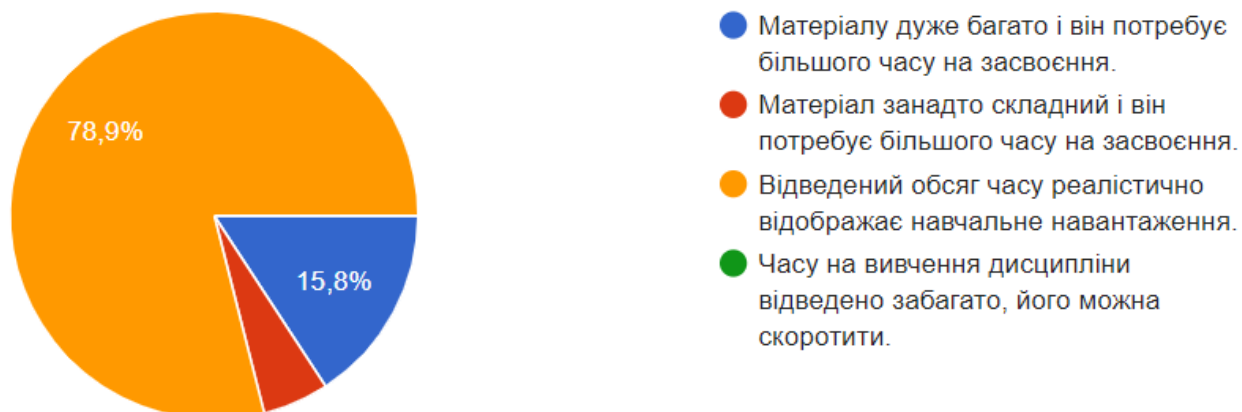 78,9%
15,8%
Матеріалу дуже багато і він потребує
більшого часу на засвоєння.
Матеріал занадто складний і він
потребує більшого часу на засвоєння.
Відведений обсяг часу реалістично
відображає навчальне навантаження.
Часу на вивчення дисципліни
відведено забагато, його можна
скоротити.